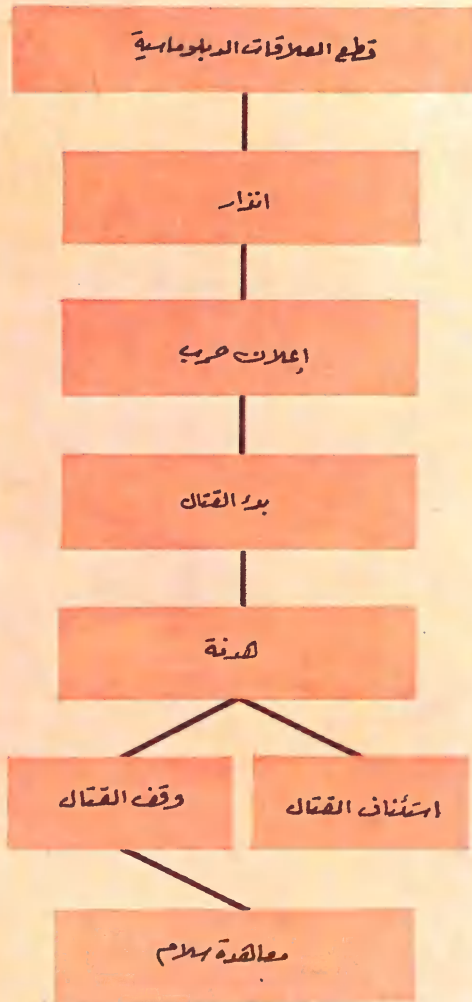 قطع العلاقات الدبلوماسية
انذار
إعلان حرب
بدء القتال
هدنة
استئناف القتال
وقف القتال
معاهدة سلام